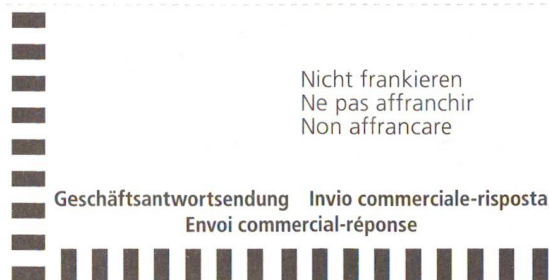 Nicht frankieren
Ne pas affranchir
Non affrancare
Geschäftsantwortsendung Invio commerciale-risposta
Envoi commercial-réponse